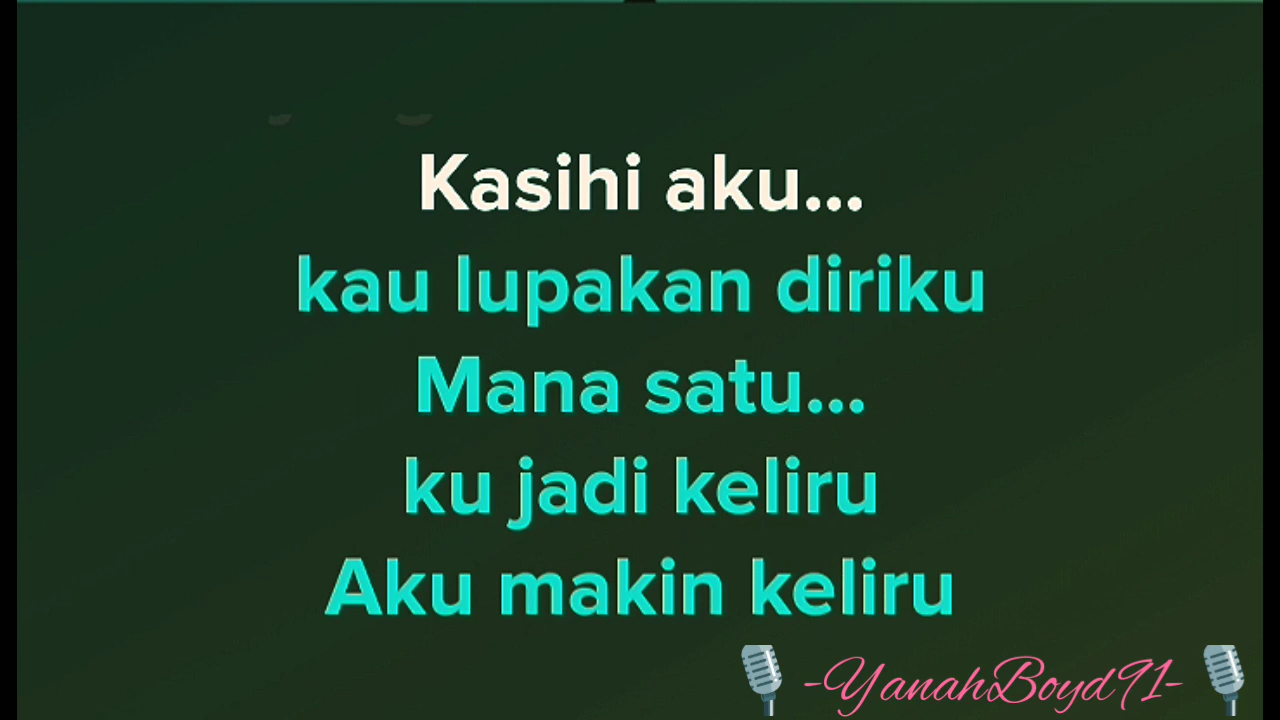 Kasihi aku...
kau lupakan diriku
Mana satu...
ku jadi keliru
Aku makin keliru
-YanahBoyd91-